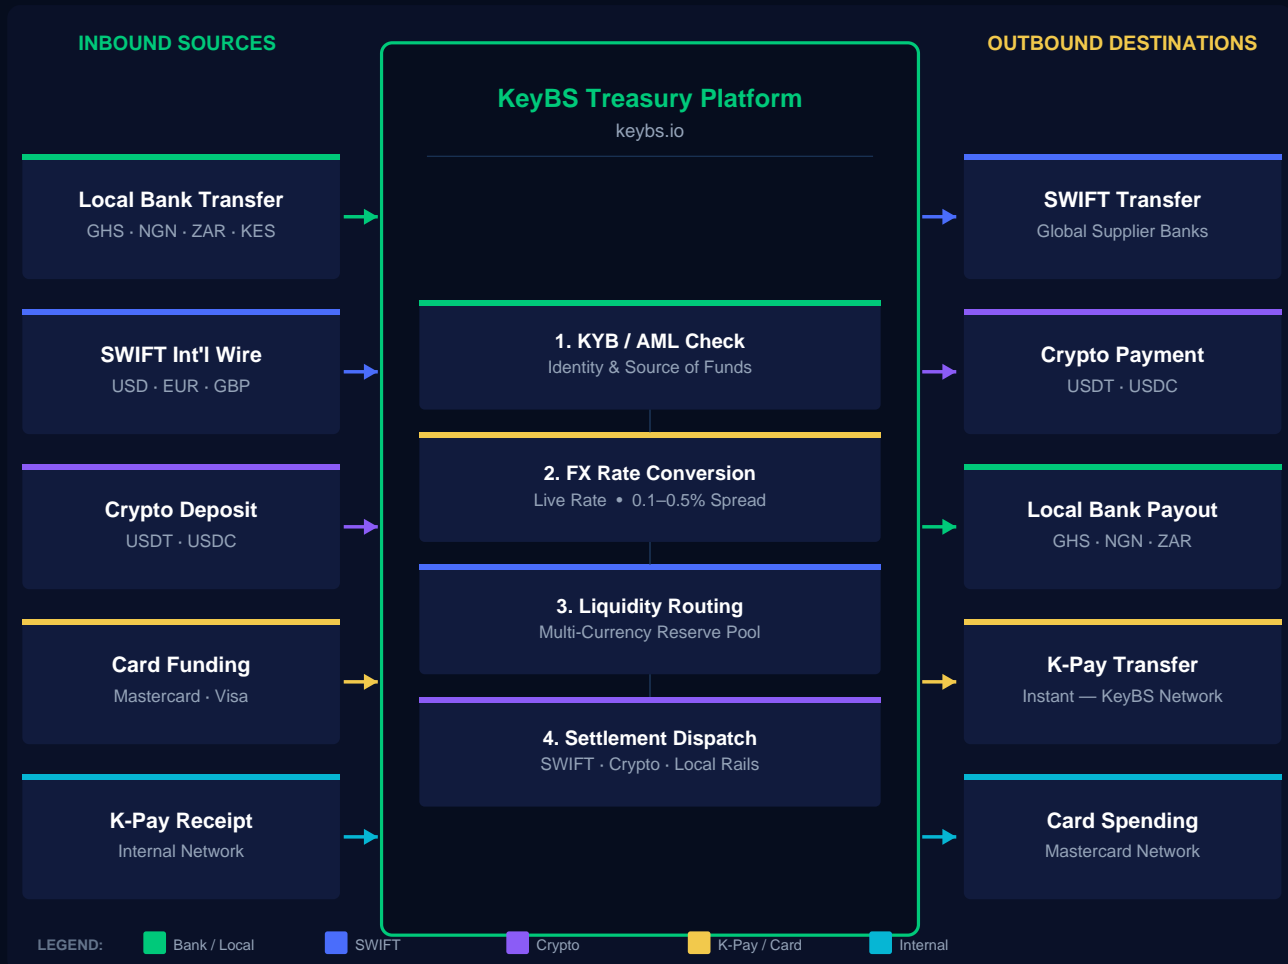 INBOUND SOURCES
Local Bank Transfer
GHS · NGN · ZAR · KES
SWIFT Int'l Wire
USD · EUR · GBP
Crypto Deposit
USDT · USDC
Card Funding
Mastercard · Visa
K-Pay Receipt
Internal Network
KeyBS Treasury Platform
keybs.io
1. KYB / AML Check
Identity & Source of Funds
2. FX Rate Conversion
Live Rate • 0.1–0.5% Spread
3. Liquidity Routing
Multi-Currency Reserve Pool
4. Settlement Dispatch
SWIFT · Crypto · Local Rails
OUTBOUND DESTINATIONS
SWIFT Transfer
Global Supplier Banks
Crypto Payment
USDT · USDC
Local Bank Payout
GHS · NGN · ZAR
K-Pay Transfer
Instant — KeyBS Network
Card Spending
Mastercard Network
LEGEND:
Bank / Local
SWIFT
Crypto
K-Pay / Card
Internal